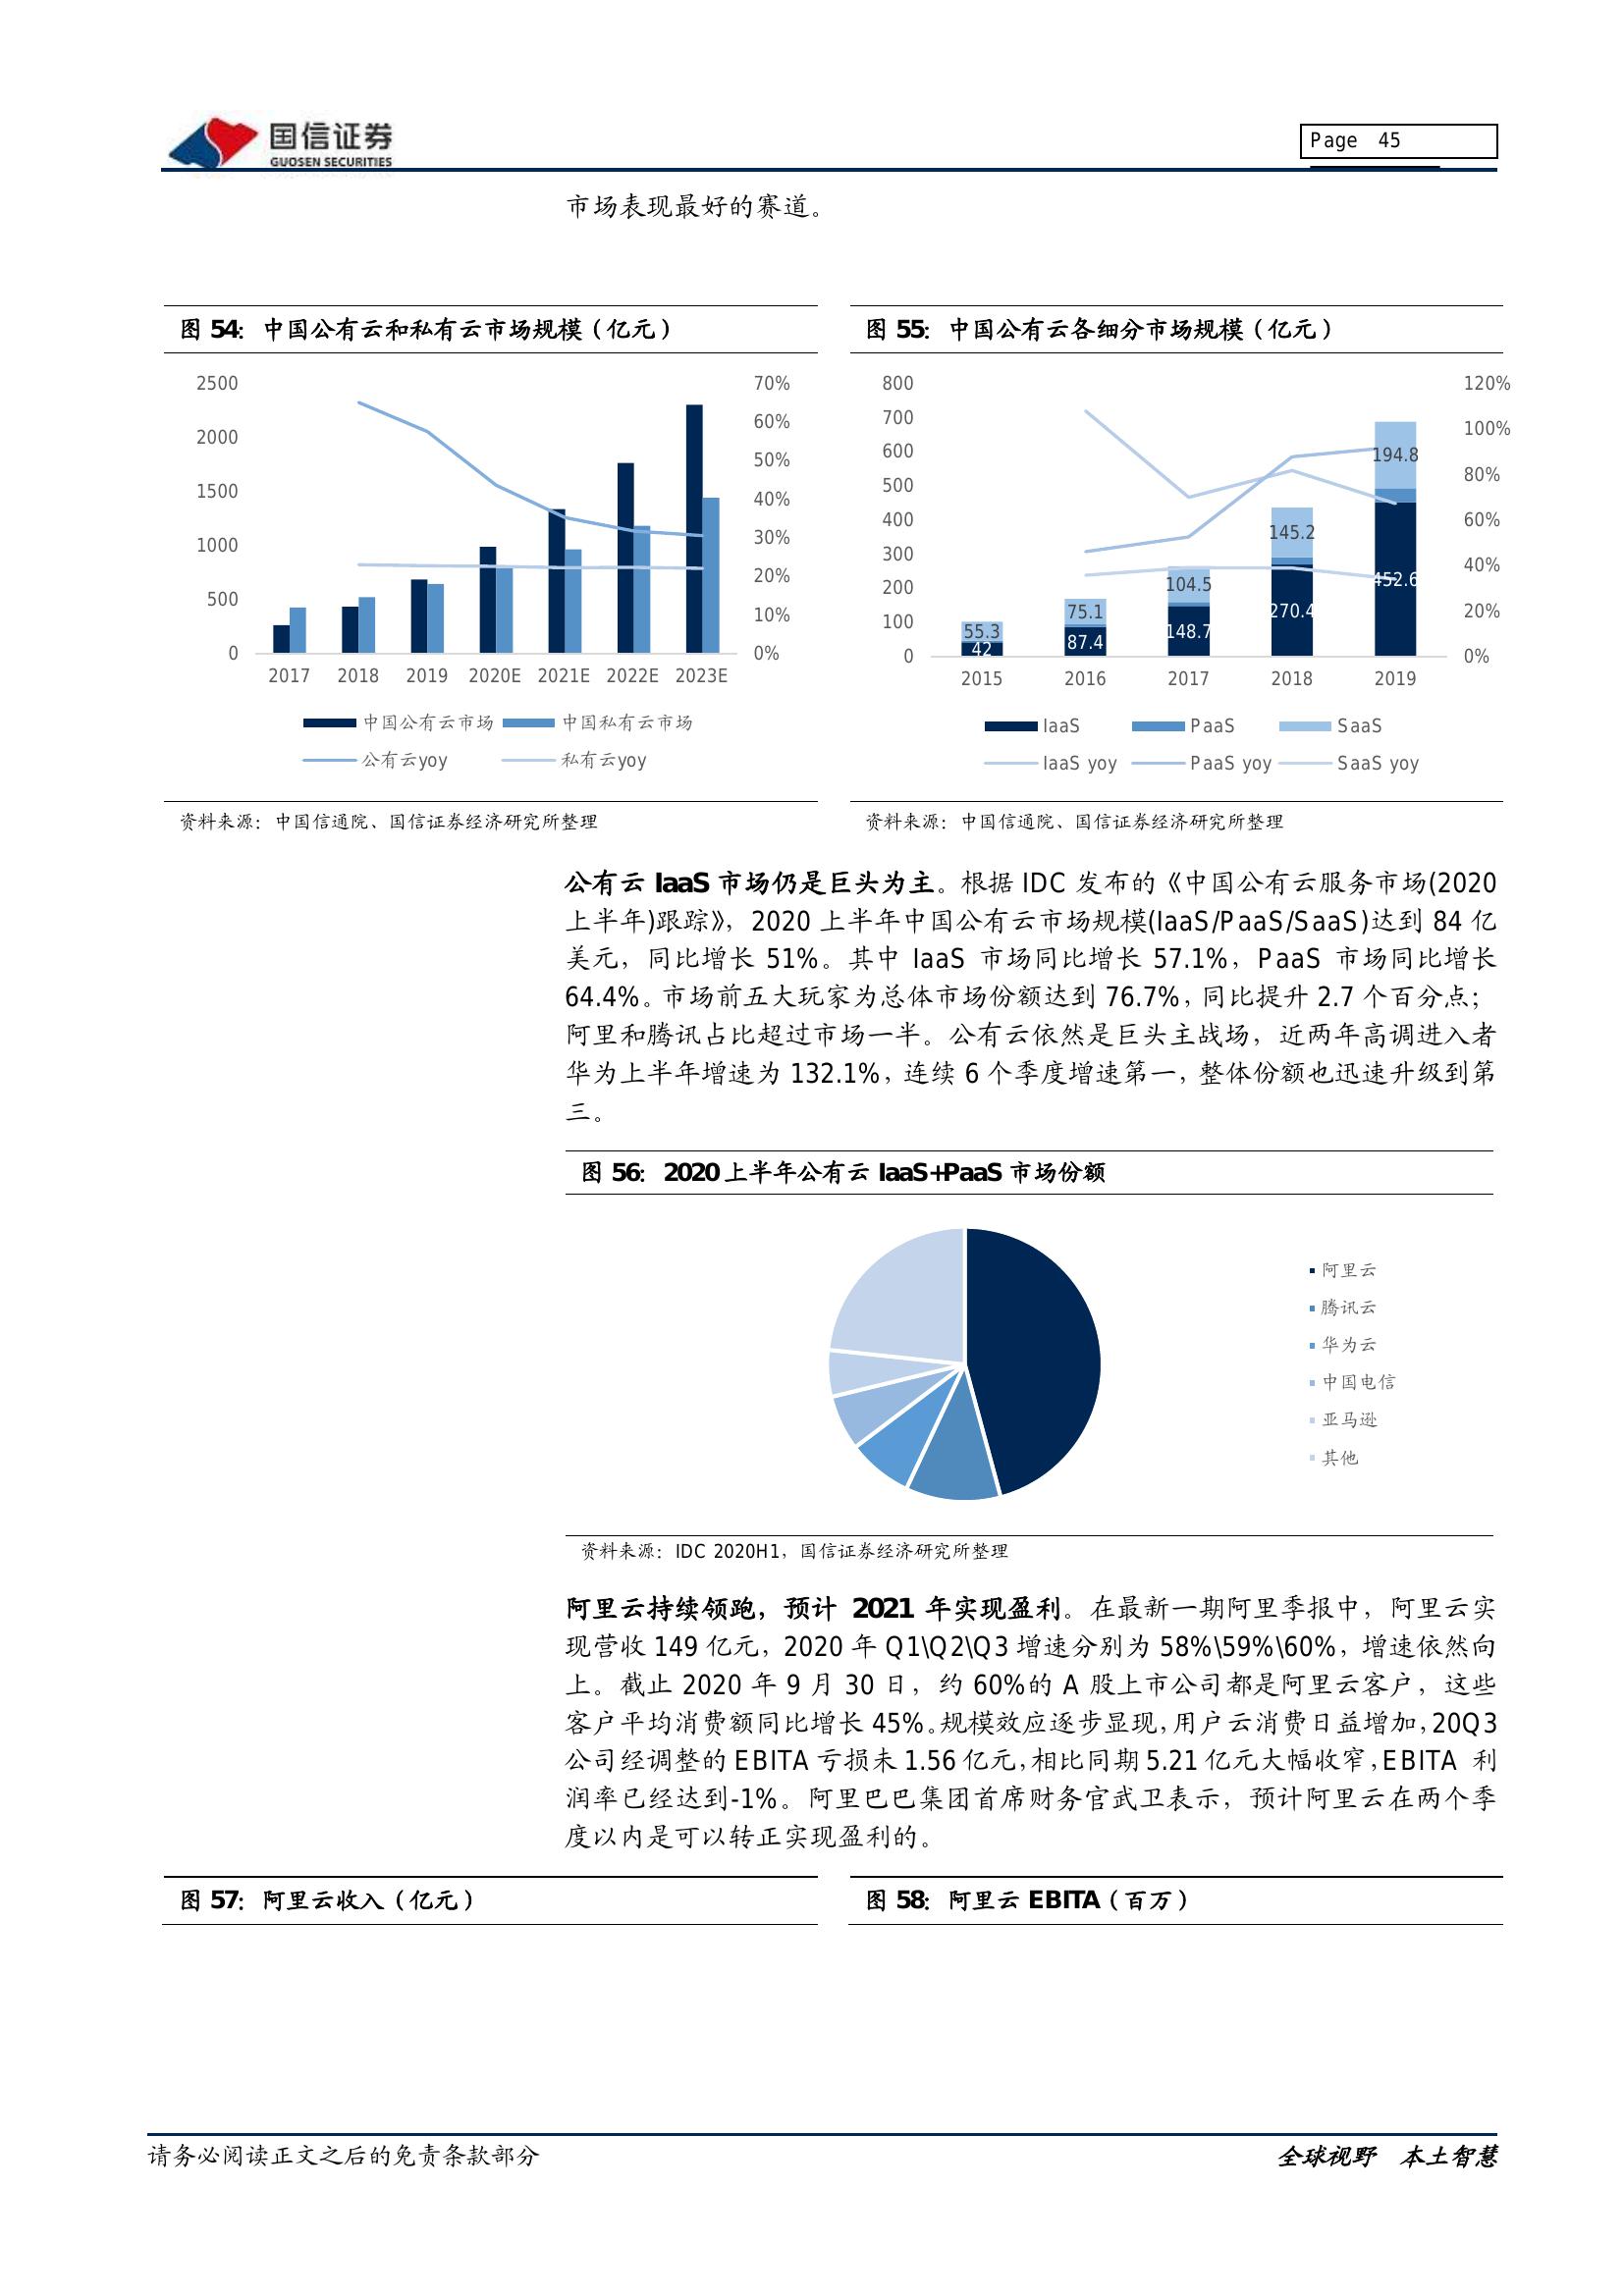 国信证券
GUOSEN SECURITIES
Page 45
市场表现最好的赛道。
图 54：中国公有云和私有云市场规模（亿元）
2500
2000
1500
1000
500
0
70%
60%
50%
40%
30%
20%
10%
0%
2017 2018 2019 2020E 2021E 2022E 2023E
中国公有云市场 中国私有云市场
公有云yoy 私有云yoy
资料来源：中国信通院、国信证券经济研究所整理
图 55：中国公有云各细分市场规模（亿元）
800
700
600
500
400
300
200
100
0
120%
100%
80%
60%
40%
20%
0%
55.3
42
75.1
87.4
104.5
148.7
145.2
270.4
194.8
452.6
2015 2016 2017 2018 2019
IaaS PaaS SaaS
IaaS yoy PaaS yoy SaaS yoy
资料来源：中国信通院、国信证券经济研究所整理
公有云 IaaS 市场仍是巨头为主。根据 IDC 发布的《中国公有云服务市场(2020
上半年)跟踪》，2020 上半年中国公有云市场规模(IaaS/PaaS/SaaS)达到 84 亿
美元，同比增长 51%。其中 IaaS 市场同比增长 57.1%，PaaS 市场同比增长
64.4%。市场前五大玩家为总体市场份额达到 76.7%，同比提升 2.7 个百分点；
阿里和腾讯占比超过市场一半。公有云依然是巨头主战场，近两年高调进入者
华为上半年增速为 132.1%，连续 6 个季度增速第一，整体份额也迅速升级到第
三。
图 56：2020 上半年公有云 IaaS+PaaS 市场份额
阿里云
腾讯云
华为云
中国电信
亚马逊
其他
资料来源：IDC 2020H1，国信证券经济研究所整理
阿里云持续领跑，预计 2021 年实现盈利。在最新一期阿里季报中，阿里云实
现营收 149 亿元，2020 年 Q1\Q2\Q3 增速分别为 58%\59%\60%，增速依然向
上。截止 2020 年 9 月 30 日，约 60%的 A 股上市公司都是阿里云客户，这些
客户平均消费额同比增长 45%。规模效应逐步显现，用户云消费日益增加，20Q3
公司经调整的 EBITA 亏损未 1.56 亿元，相比同期 5.21 亿元大幅收窄，EBITA 利
润率已经达到-1%。阿里巴巴集团首席财务官武卫表示，预计阿里云在两个季
度以内是可以转正实现盈利的。
图 57：阿里云收入（亿元）
图 58：阿里云 EBITA（百万）
请务必阅读正文之后的免责条款部分
全球视野 本土智慧